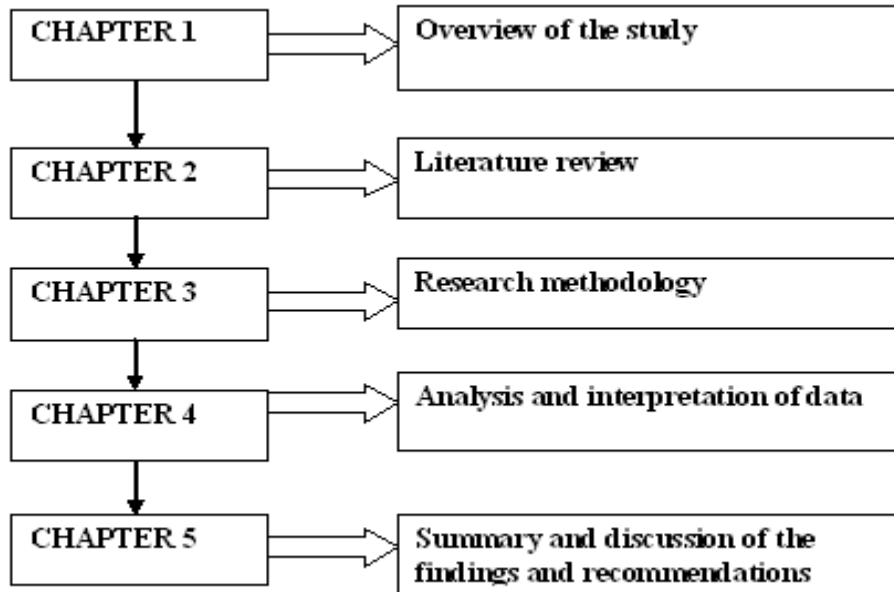 CHAPTER 1
Overview of the study
CHAPTER 2
Literature review
CHAPTER 3
Research methodology
CHAPTER 4
Analysis and interpretation of data
CHAPTER 5
Summary and discussion of the
findings and recommendations